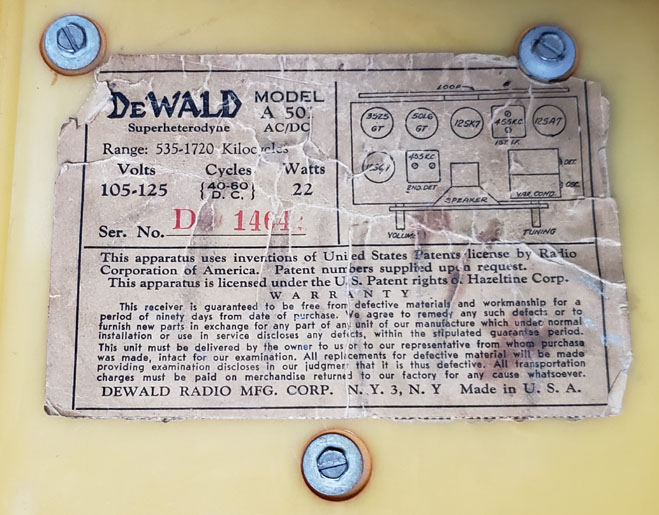 DeWALD MODEL
A 50
Superheterodyne AC/DC
Range: 535-1720 Kilocycles
Volts Cycles Watts
105-125 {40-60 D. C.} 22
Ser. No. D 1464
LOOP
35Z5 GT
50L6 GT
12SK7
455KC
1ST. I.F.
12SA7
455KC
2ND. DET
DET.
OSC.
VAR. COND.
SPEAKER
VOLUME
TUNING
This apparatus uses inventions of United States Patents license by Radio
Corporation of America. Patent numbers supplied upon request.
This apparatus is licensed under the U. S. Patent rights of Hazeltine Corp.
WARRANTY
This receiver is guaranteed to be free from defective materials and workmanship for a
period of ninety days from date of purchase. We agree to remedy any such defects or to
furnish new parts in exchange for any part of any unit of our manufacture which under normal
installation or use in service discloses any defects, within the stipulated guarantee period.
This unit must be delivered by the owner to us or to our representative from whom purchase
was made, intact for our examination. All replacements for defective material will be made
providing examination discloses in our judgment that it is thus defective. All transportation
charges must be paid on merchandise returned to our factory for any cause whatsoever.
DEWALD RADIO MFG. CORP. N. Y. 3, N. Y Made in U. S. A.